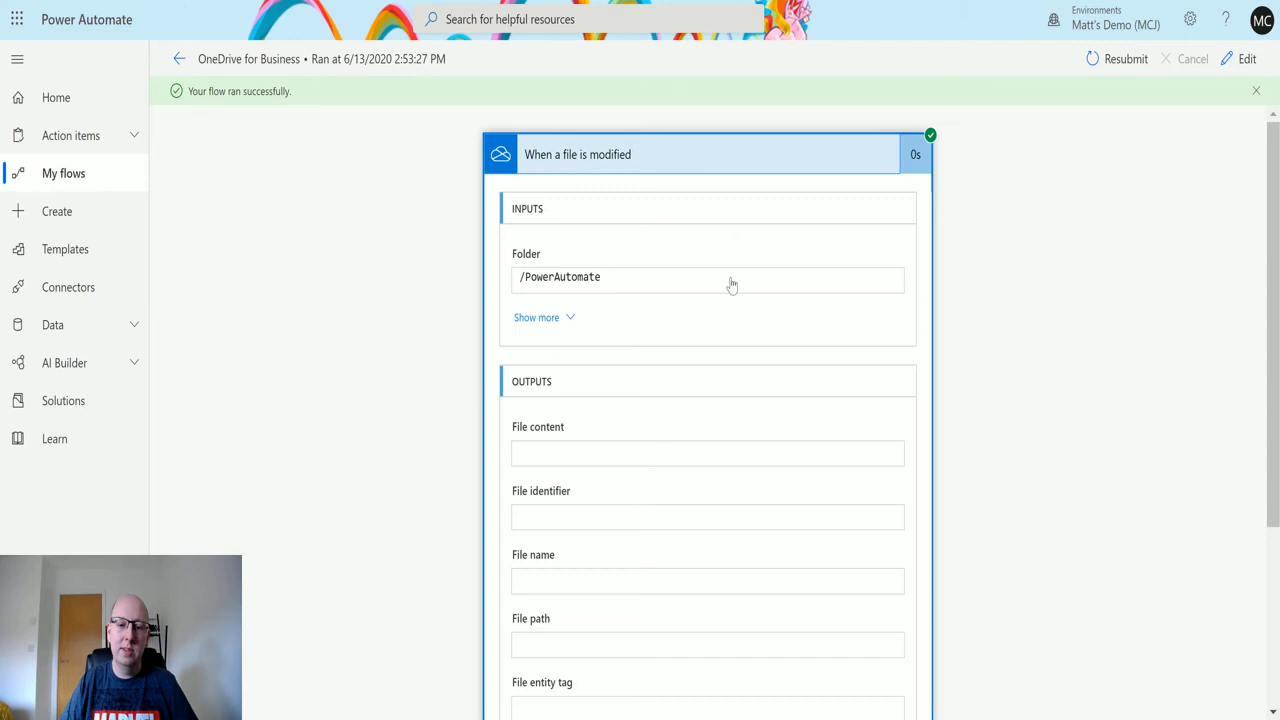 Power Automate
Search for helpful resources
Environments
Matt's Demo (MCJ)
MC
OneDrive for Business • Ran at 6/13/2020 2:53:27 PM
Resubmit
Cancel
Edit
Your flow ran successfully.
Home
Action items
My flows
Create
Templates
Connectors
Data
AI Builder
Solutions
Learn
When a file is modified
0s
INPUTS
Folder
/PowerAutomate
Show more
OUTPUTS
File content
File identifier
File name
File path
File entity tag
MARVEL